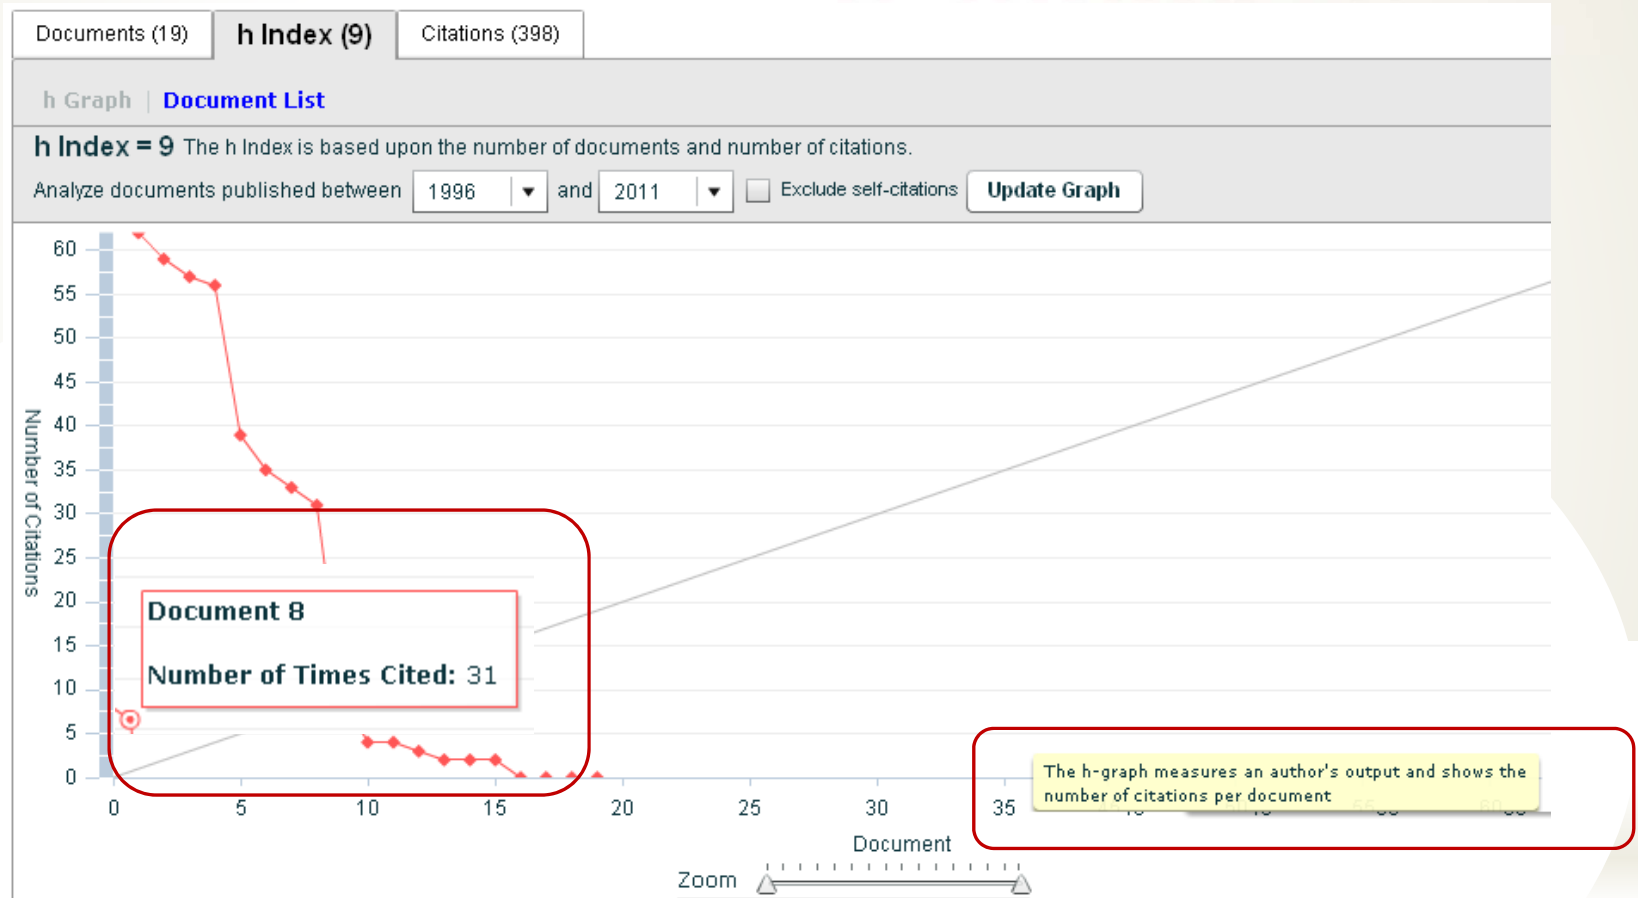 Documents (19) h Index (9) Citations (398)
h Graph | Document List
h Index = 9 The h Index is based upon the number of documents and number of citations.
Analyze documents published between 1996 and 2011 Exclude self-citations Update Graph
Number of Citations
60
55
50
45
40
35
30
25
20
15
10
5
0
Document 8
Number of Times Cited: 31
The h-graph measures an author's output and shows the
number of citations per document
0 5 10 15 20 25 30 35
Document
Zoom